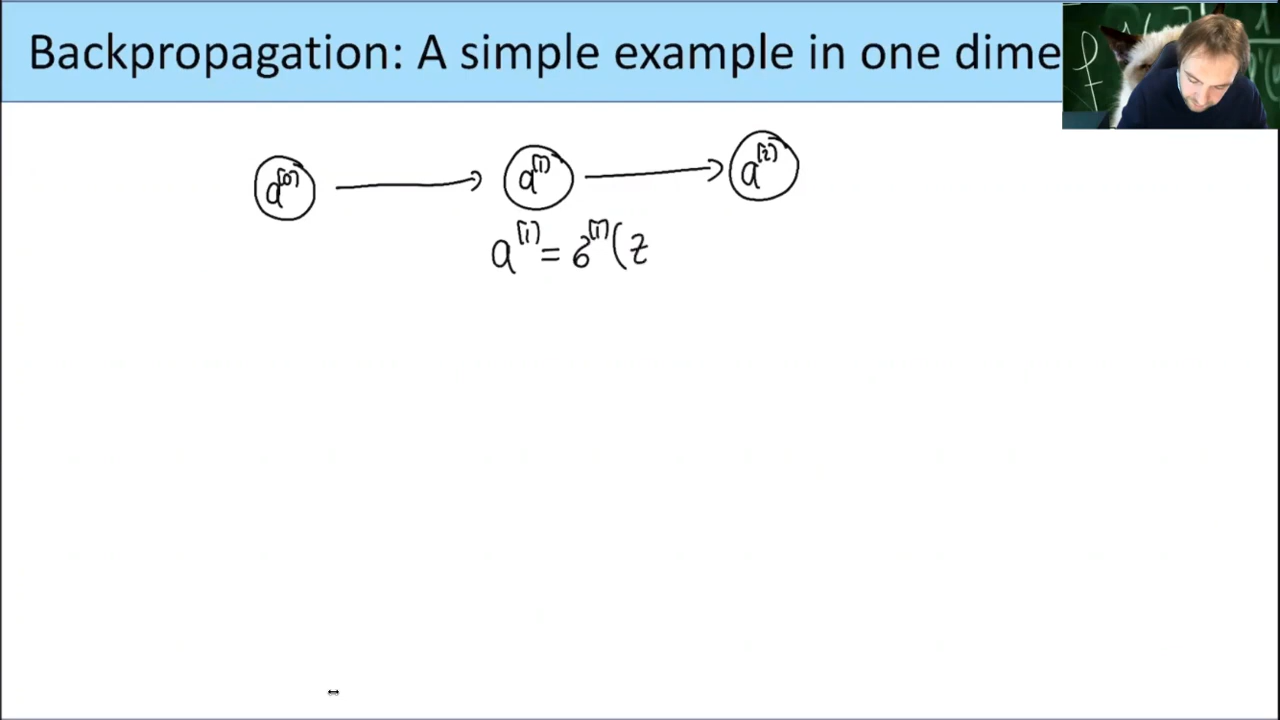 Backpropagation: A simple example in one dime
a^[0] → a^[1] → a^[2]
a^[1] = σ^[1](z